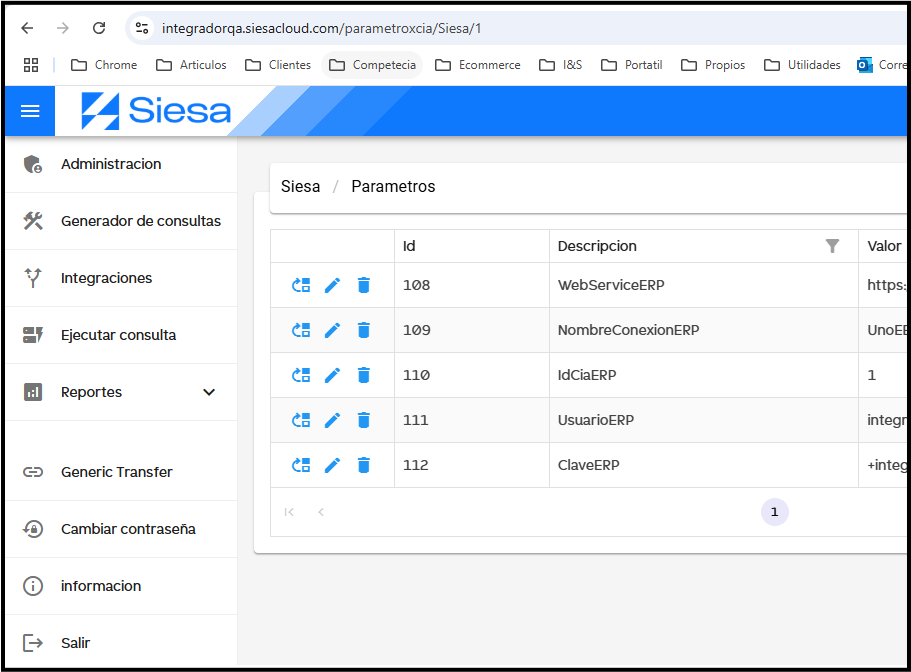 integradorqa.siesacloud.com/parametroxcia/Siesa/1
Chrome Articulos Clientes Competecia Ecommerce I&S Portatil Propios Utilidades Corre
Siesa
Administracion
Generador de consultas
Integraciones
Ejecutar consulta
Reportes
Generic Transfer
Cambiar contraseña
informacion
Salir
Siesa / Parametros
Id Descripcion Valor
108 WebServiceERP https:
109 NombreConexionERP UnoEE
110 IdCiaERP 1
111 UsuarioERP integr
112 ClaveERP +integ
1